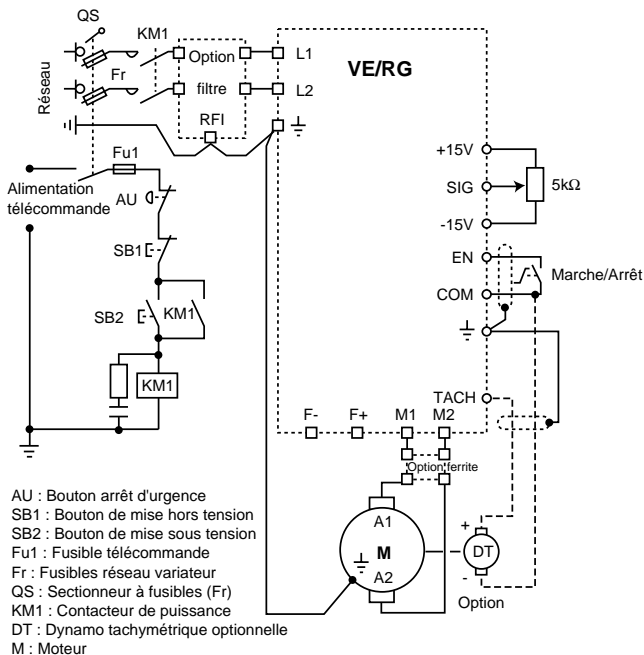 QS
KM1
Réseau
Fr
Option
filtre
RFI
L1
L2
VE/RG
+15V
SIG
-15V
5kΩ
EN
COM
Marche/Arrêt
TACH
Fu1
Alimentation
télécommande
AU
SB1
SB2
KM1
KM1
F-
F+
M1
M2
Option ferrite
A1
M
A2
+
DT
-
Option
AU : Bouton arrêt d'urgence
SB1 : Bouton de mise hors tension
SB2 : Bouton de mise sous tension
Fu1 : Fusible télécommande
Fr : Fusibles réseau variateur
QS : Sectionneur à fusibles (Fr)
KM1 : Contacteur de puissance
DT : Dynamo tachymétrique optionnelle
M : Moteur